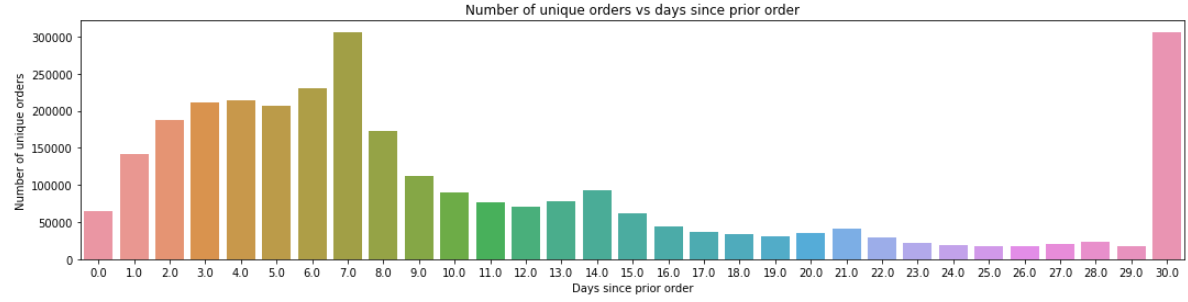 Number of unique orders vs days since prior order
Number of unique orders
300000
250000
200000
150000
100000
50000
0
0.0 1.0 2.0 3.0 4.0 5.0 6.0 7.0 8.0 9.0 10.0 11.0 12.0 13.0 14.0 15.0 16.0 17.0 18.0 19.0 20.0 21.0 22.0 23.0 24.0 25.0 26.0 27.0 28.0 29.0 30.0
Days since prior order